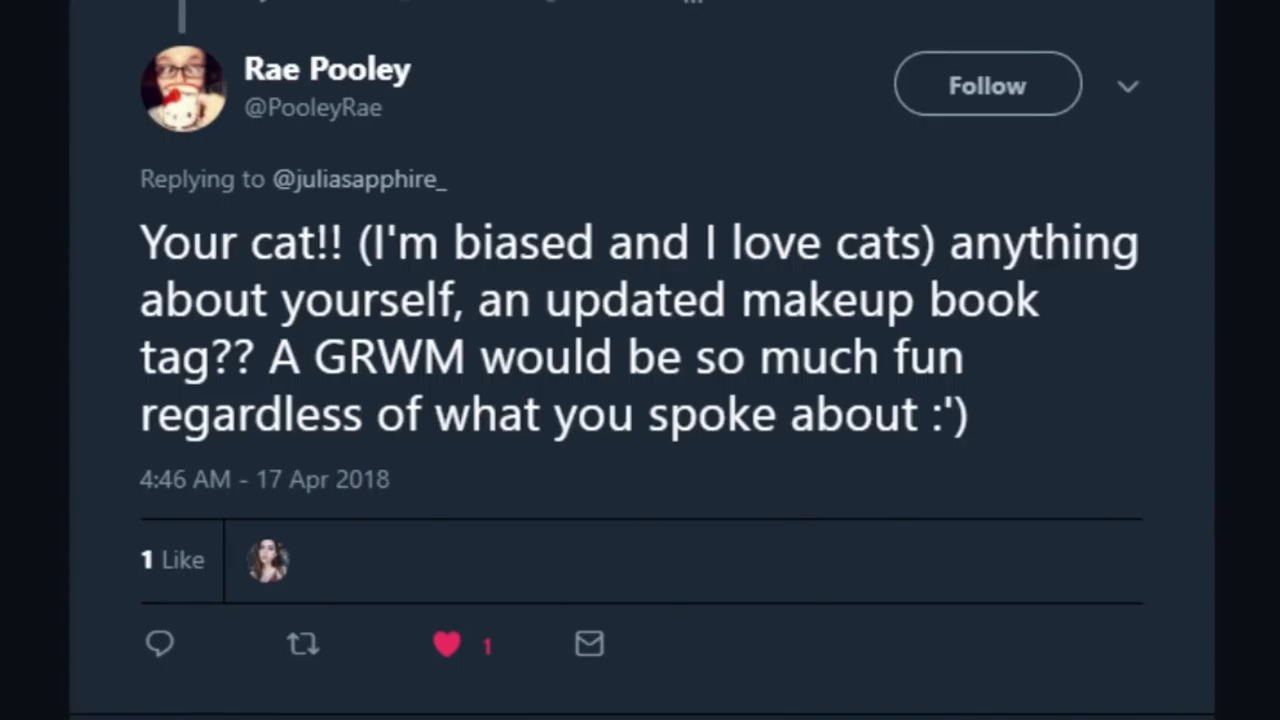 Rae Pooley
@PooleyRae
Follow
Replying to @juliasapphire_
Your cat!! (I'm biased and I love cats) anything
about yourself, an updated makeup book
tag?? A GRWM would be so much fun
regardless of what you spoke about :')
4:46 AM - 17 Apr 2018
1 Like
1